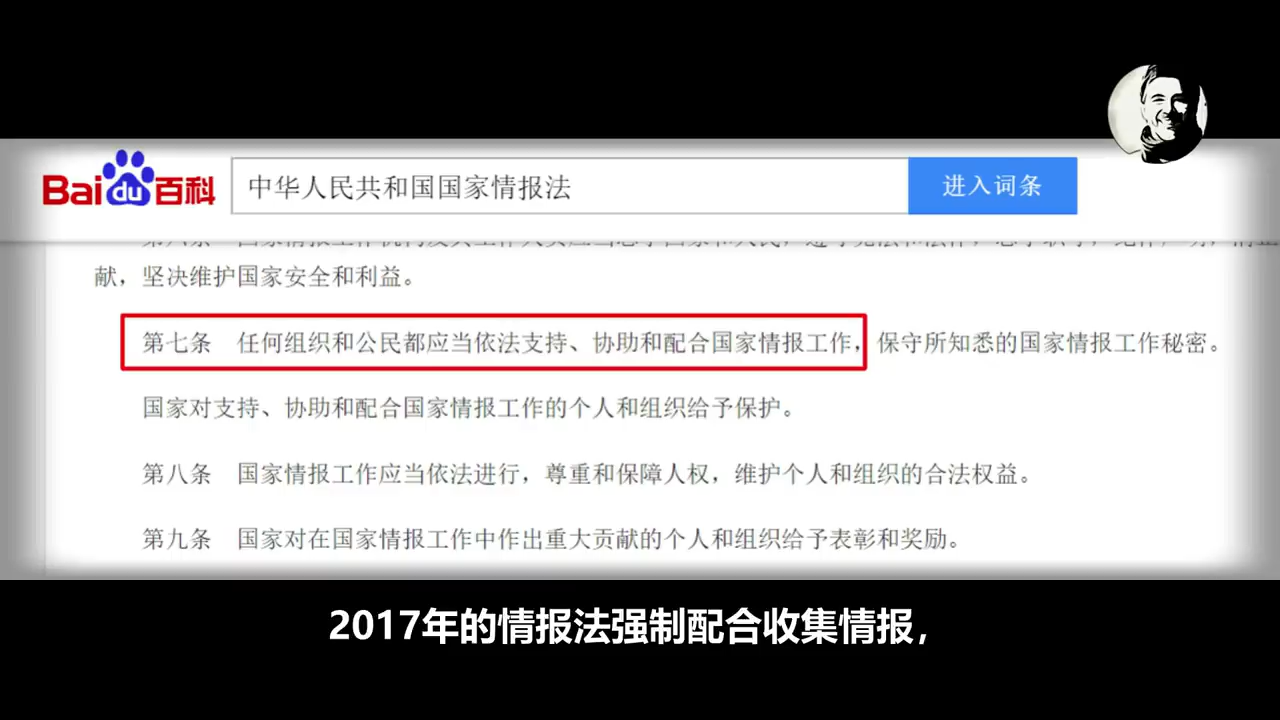 Baidu百科
中华人民共和国国家情报法
进入词条
献，坚决维护国家安全和利益。
第七条 任何组织和公民都应当依法支持、协助和配合国家情报工作，保守所知悉的国家情报工作秘密。
国家对支持、协助和配合国家情报工作的个人和组织给予保护。
第八条 国家情报工作应当依法进行，尊重和保障人权，维护个人和组织的合法权益。
第九条 国家对在国家情报工作中作出重大贡献的个人和组织给予表彰和奖励。
2017年的情报法强制配合收集情报，